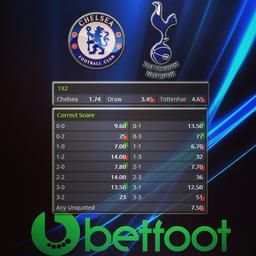 CHELSEA
FOOTBALL CLUB
TOTTENHAM
HOTSPUR
1X2
Chelsea 1.74 Draw 3.45 Tottenhar 4.65
Correct Score
0-0 9.60 0-1 13.50
0-2 25 0-3 77
1-0 7.00 1-1 6.70
1-2 14.00 1-3 32
2-0 7.80 2-1 7.70
2-2 14.00 2-3 36
3-0 13.50 3-1 12.50
3-2 23 3-3 51
Any Unquoted 7.50
betfoot